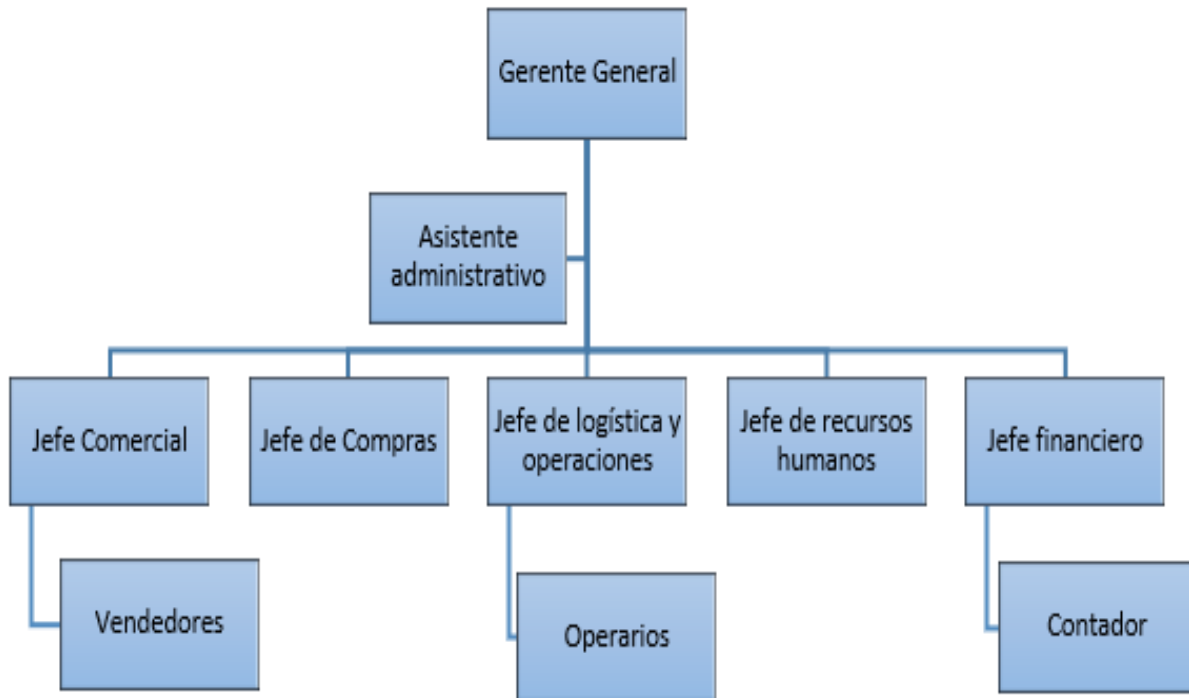 Gerente General
Asistente
administrativo
Jefe Comercial
Jefe de Compras
Jefe de logística y
operaciones
Jefe de recursos
humanos
Jefe financiero
Vendedores
Operarios
Contador